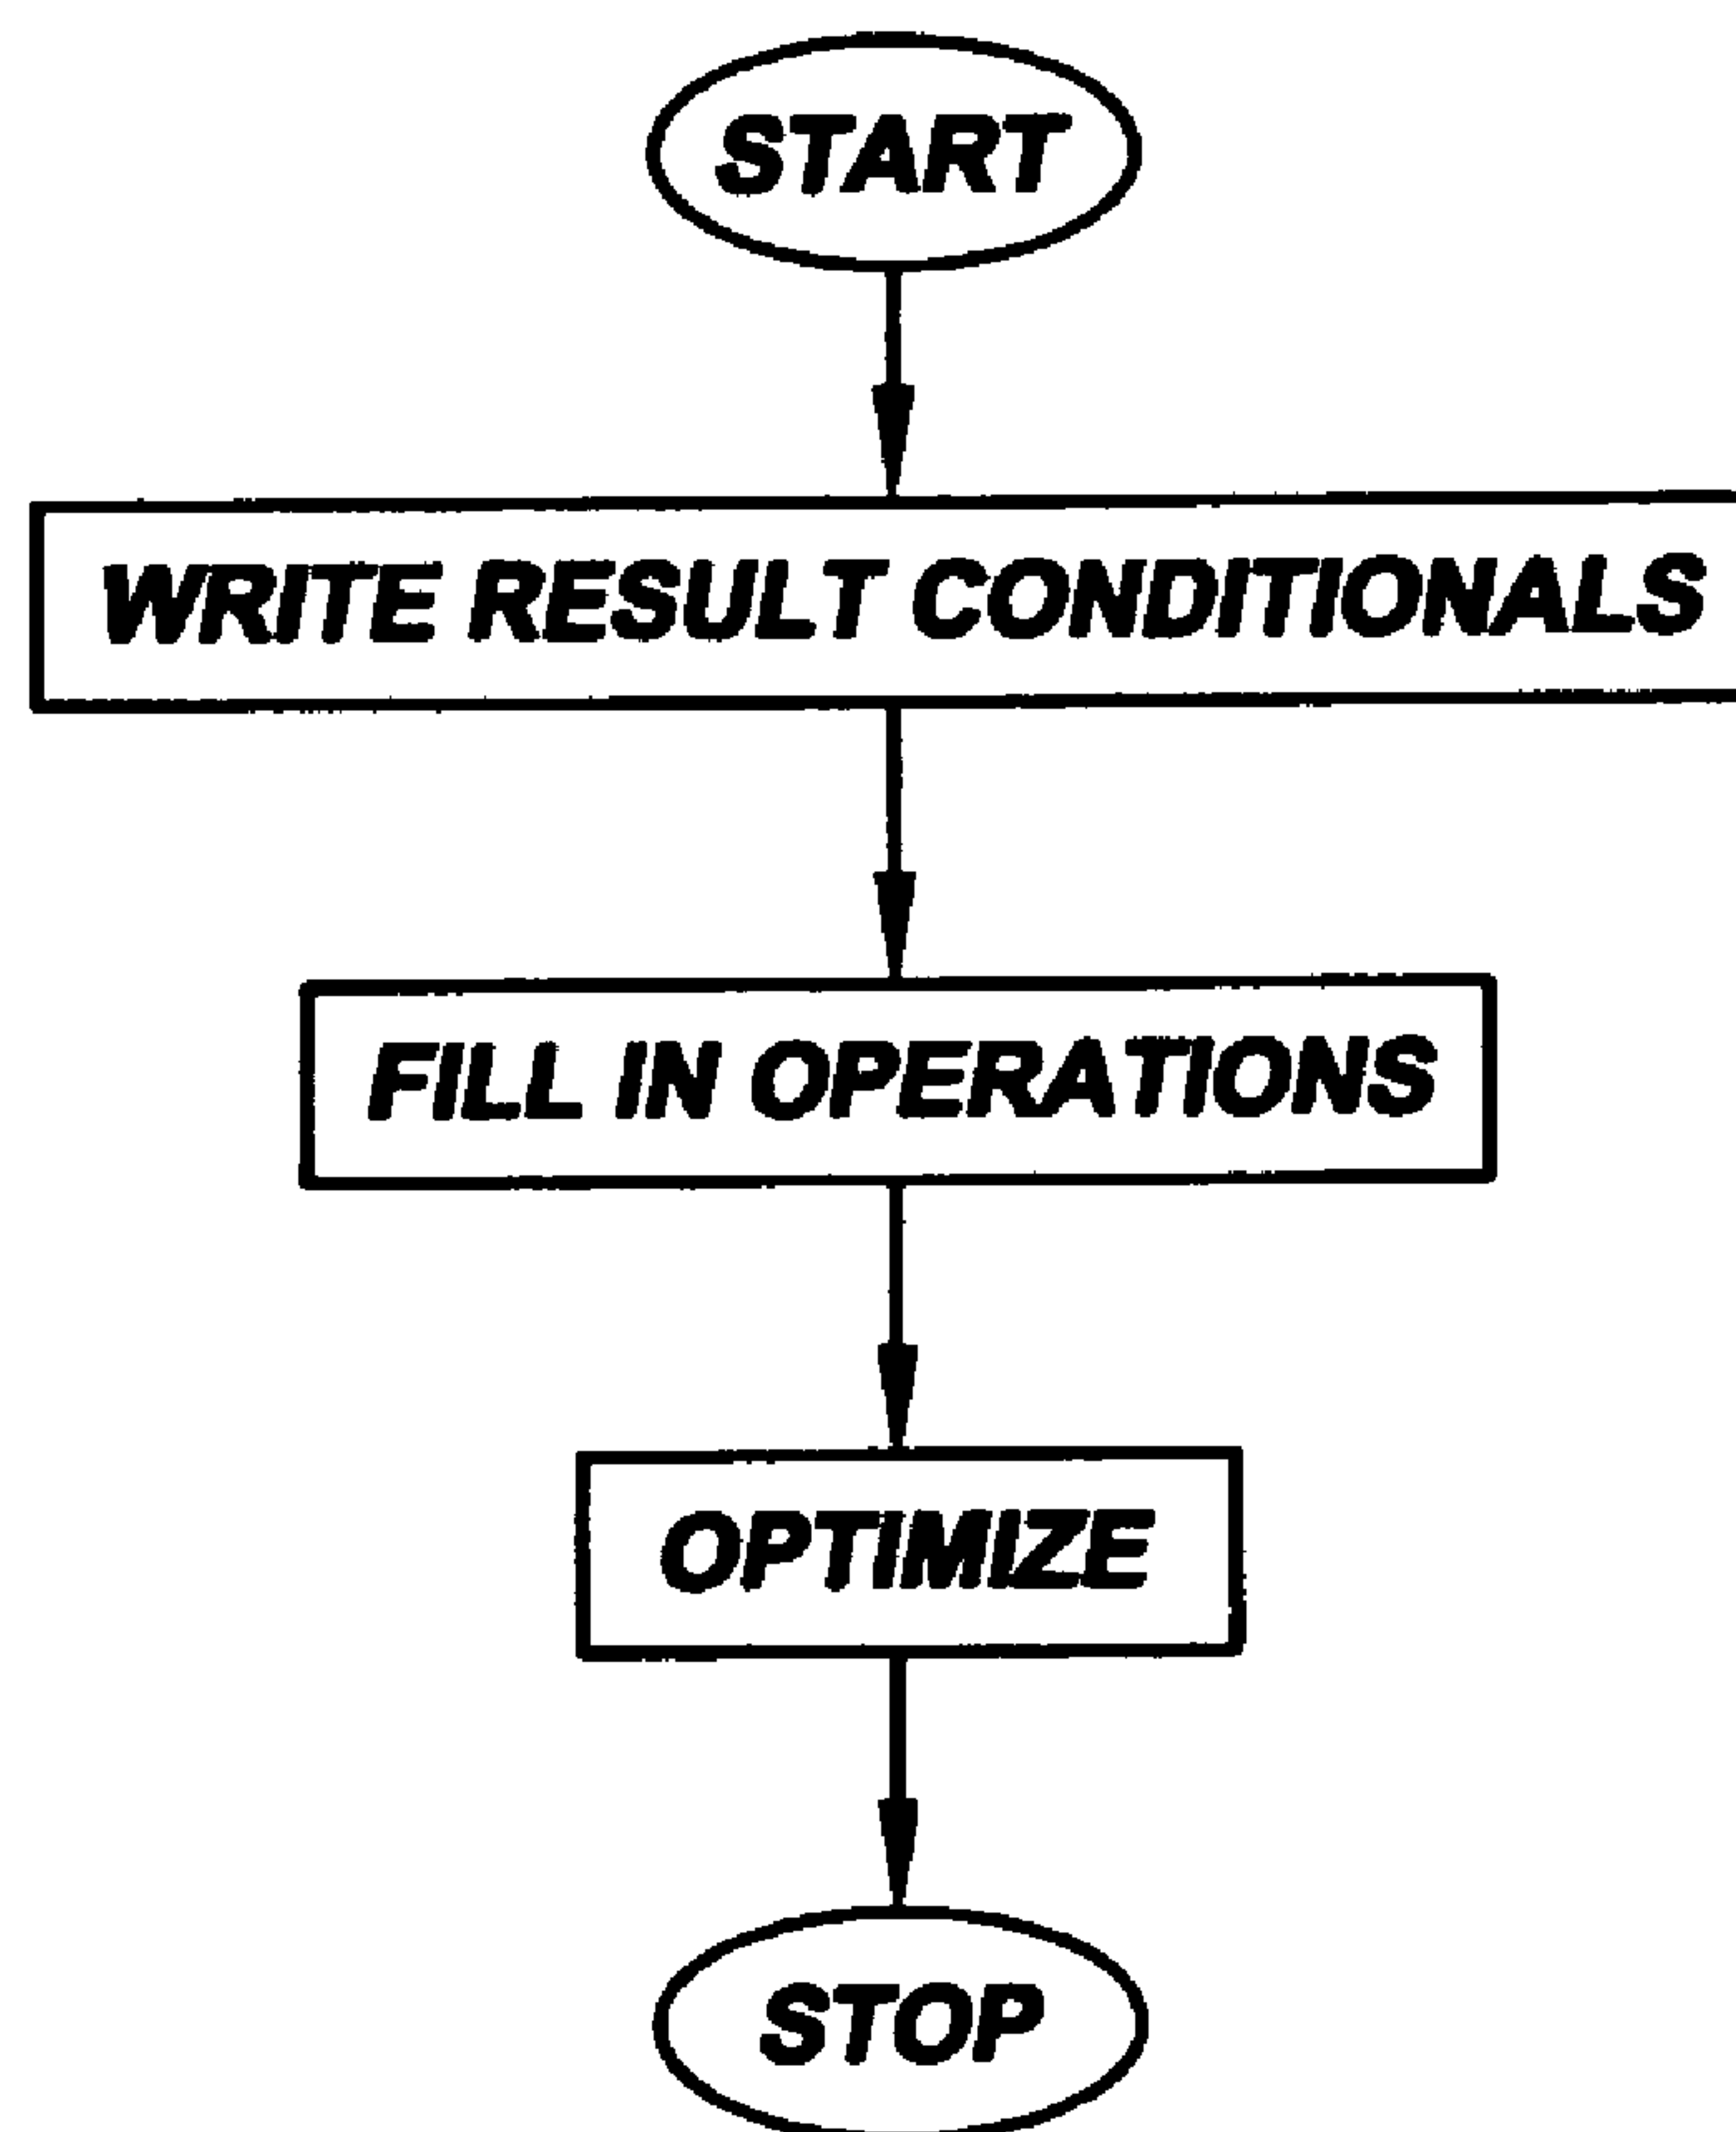 START
WRITE RESULT CONDITIONALS
FILL IN OPERATIONS
OPTIMIZE
STOP